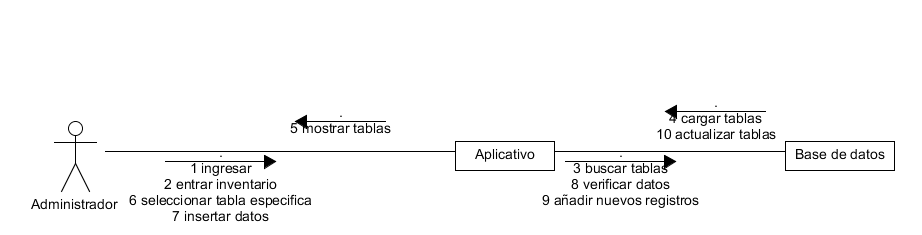 4 cargar tablas
10 actualizar tablas
5 mostrar tablas
Aplicativo
Base de datos
1 ingresar
2 entrar inventario
6 seleccionar tabla especifica
7 insertar datos
3 buscar tablas
8 verificar datos
9 añadir nuevos registros
Administrador